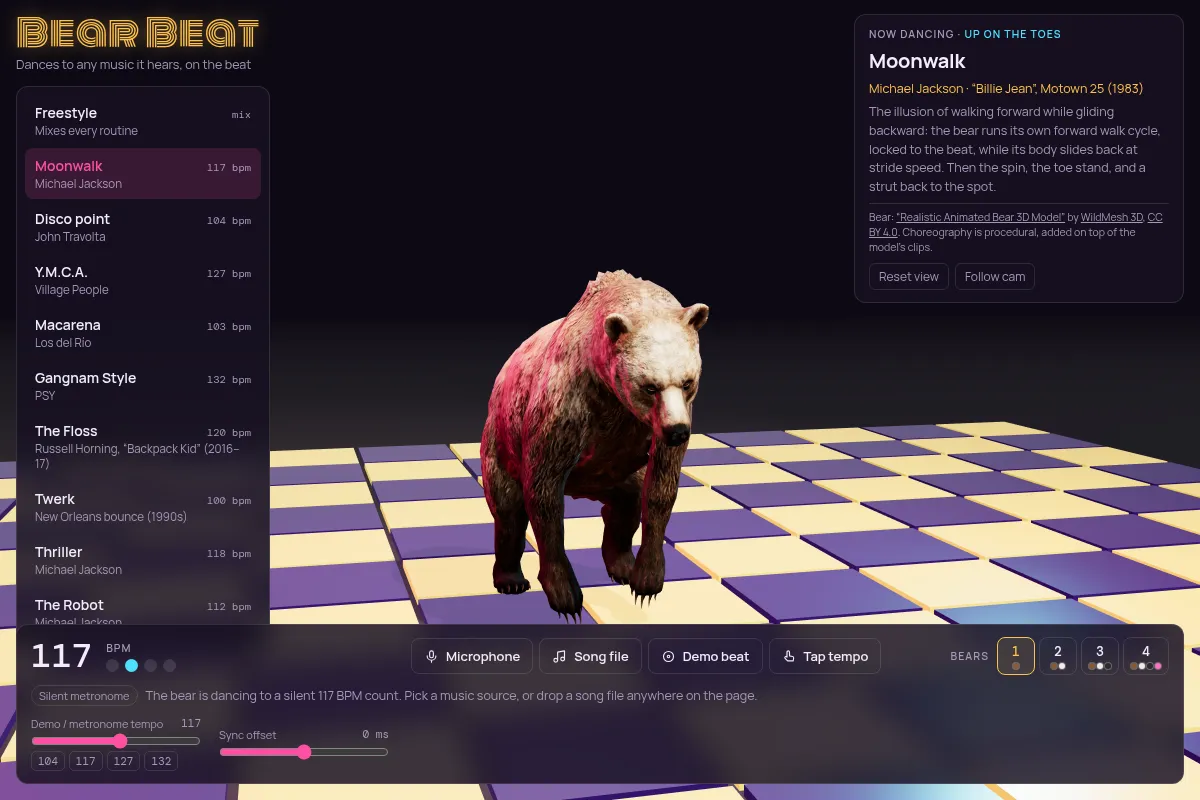 BEAR BEAT
Dances to any music it hears, on the beat
Freestyle
mix
Mixes every routine
Moonwalk
117 bpm
Michael Jackson
Disco point
104 bpm
John Travolta
Y.M.C.A.
127 bpm
Village People
Macarena
103 bpm
Los del Río
Gangnam Style
132 bpm
PSY
The Floss
120 bpm
Russell Horning, “Backpack Kid” (2016–
17)
Twerk
100 bpm
New Orleans bounce (1990s)
Thriller
118 bpm
Michael Jackson
The Robot
112 bpm
Michael Jackson
NOW DANCING · UP ON THE TOES
Moonwalk
Michael Jackson · “Billie Jean”, Motown 25 (1983)
The illusion of walking forward while gliding
backward: the bear runs its own forward walk cycle,
locked to the beat, while its body slides back at
stride speed. Then the spin, the toe stand, and a
strut back to the spot.
Bear: “Realistic Animated Bear 3D Model” by WildMesh 3D, CC
BY 4.0. Choreography is procedural, added on top of the
model’s clips.
Reset view
Follow cam
117
BPM
Microphone
Song file
Demo beat
Tap tempo
BEARS
1
2
3
4
Silent metronome
The bear is dancing to a silent 117 BPM count. Pick a music source, or drop a song file anywhere on the page.
Demo / metronome tempo
117
Sync offset
0 ms
104
117
127
132